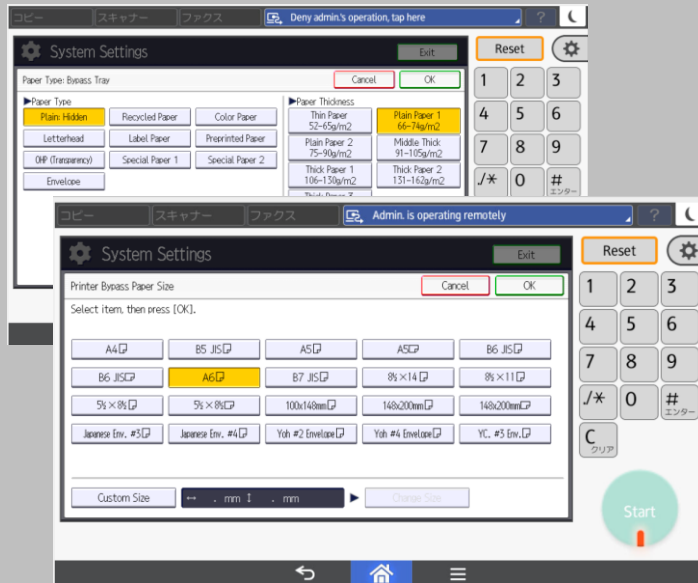 コピー スキャナー ファクス Deny admin.'s operation, tap here ?
System Settings Exit Reset
Paper Type: Bypass Tray Cancel OK
▶Paper Type ▶Paper Thickness
Plain: Hidden Recycled Paper Color Paper Thin Paper 52-65g/m2 Plain Paper 1 66-74g/m2
Letterhead Label Paper Preprinted Paper Plain Paper 2 75-90g/m2 Middle Thick 91-105g/m2
OHP (Transparency) Special Paper 1 Special Paper 2 Thick Paper 1 106-130g/m2 Thick Paper 2 131-162g/m2
Envelope
1 2 3
4 5 6
7 8 9
./* 0 #
エンター
コピー スキャナー ファクス Admin. is operating remotely ?
System Settings Exit Reset
Printer Bypass Paper Size Cancel OK
Select item, then press [OK].
A4 B5 JIS A5 A5 B6 JIS
B6 JIS A6 B7 JIS 8½×14 8½×11
5½×8½ 5½×8½ 100x148mm 148x200mm 148x200mm
Japanese Env. #3 Japanese Env. #4 Yoh #2 Envelope Yoh #4 Envelope YC. #3 Env.
Custom Size ↔ . mm ↕ . mm ▶ Change Size
1 2 3
4 5 6
7 8 9
./* 0 #
エンター
C
クリア
Start